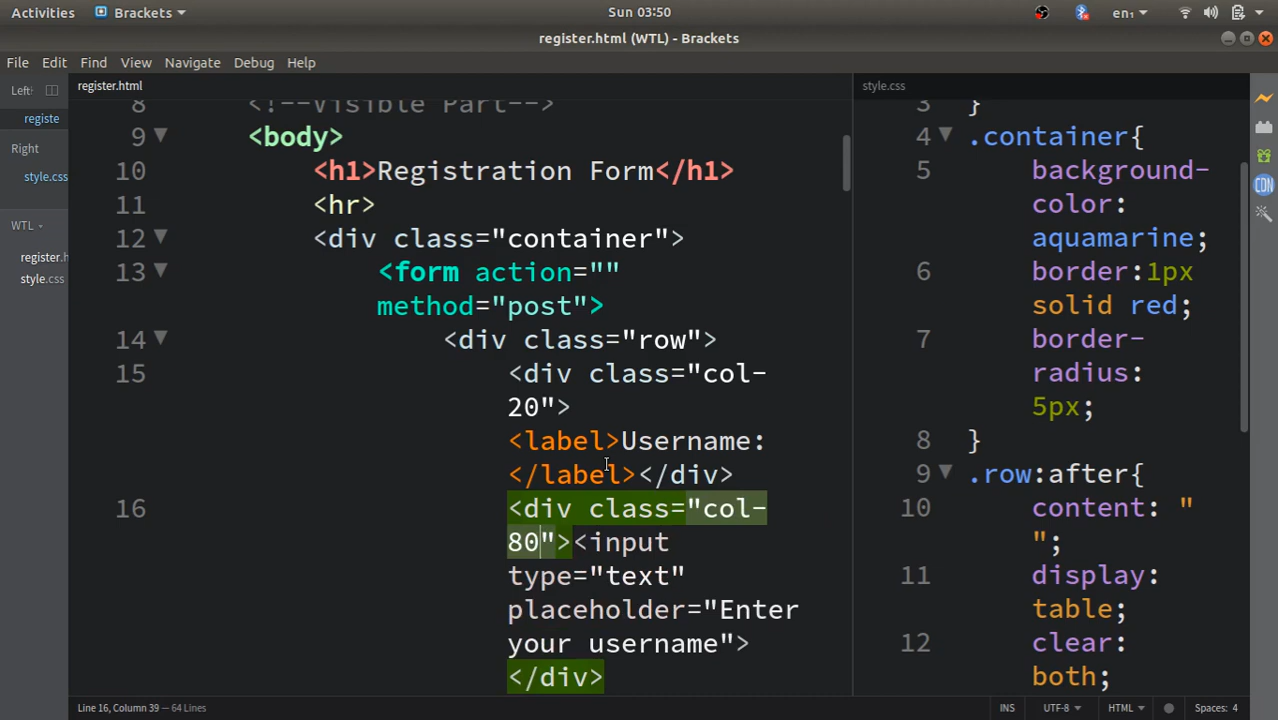 Activities Brackets Sun 03:50 en₁
register.html (WTL) - Brackets
File Edit Find View Navigate Debug Help
Left
registe
Right
style.css
WTL
register.h
style.css
register.html
8 <!--Visible Part-->
9 <body>
10 <h1>Registration Form</h1>
11 <hr>
12 <div class="container">
13 <form action=""
method="post">
14 <div class="row">
15 <div class="col-
20">
<label>Username:
</label></div>
16 <div class="col-
80"><input
type="text"
placeholder="Enter
your username">
</div>
style.css
3 }
4 .container{
5 background-
color:
aquamarine;
6 border:1px
solid red;
7 border-
radius:
5px;
8 }
9 .row:after{
10 content: "
";
11 display:
table;
12 clear:
both;
CDN
Line 16, Column 39 — 64 Lines
INS UTF-8 HTML Spaces: 4